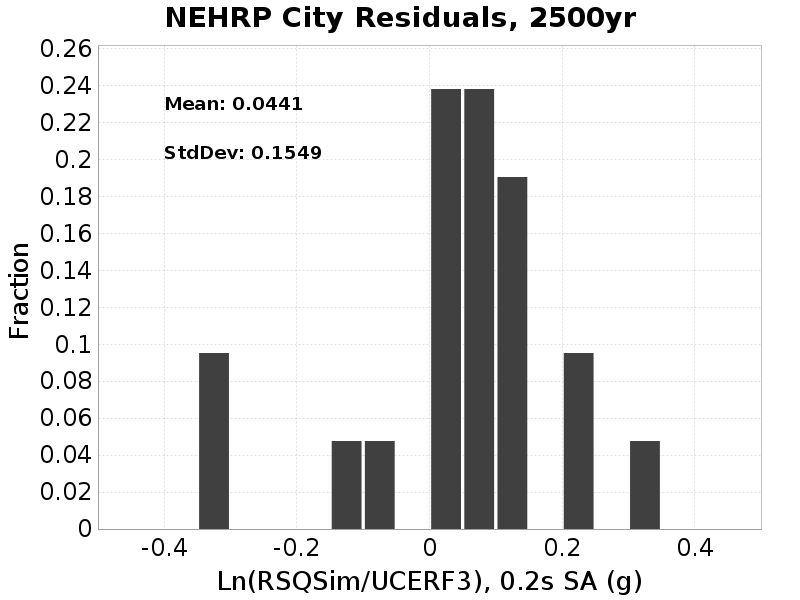 NEHRP City Residuals, 2500yr
0.26
0.24
0.22
0.2
0.18
0.16
0.14
0.12
0.1
0.08
0.06
0.04
0.02
0
Fraction
Mean: 0.0441
StdDev: 0.1549
-0.4 -0.2 0 0.2 0.4
Ln(RSQSim/UCERF3), 0.2s SA (g)